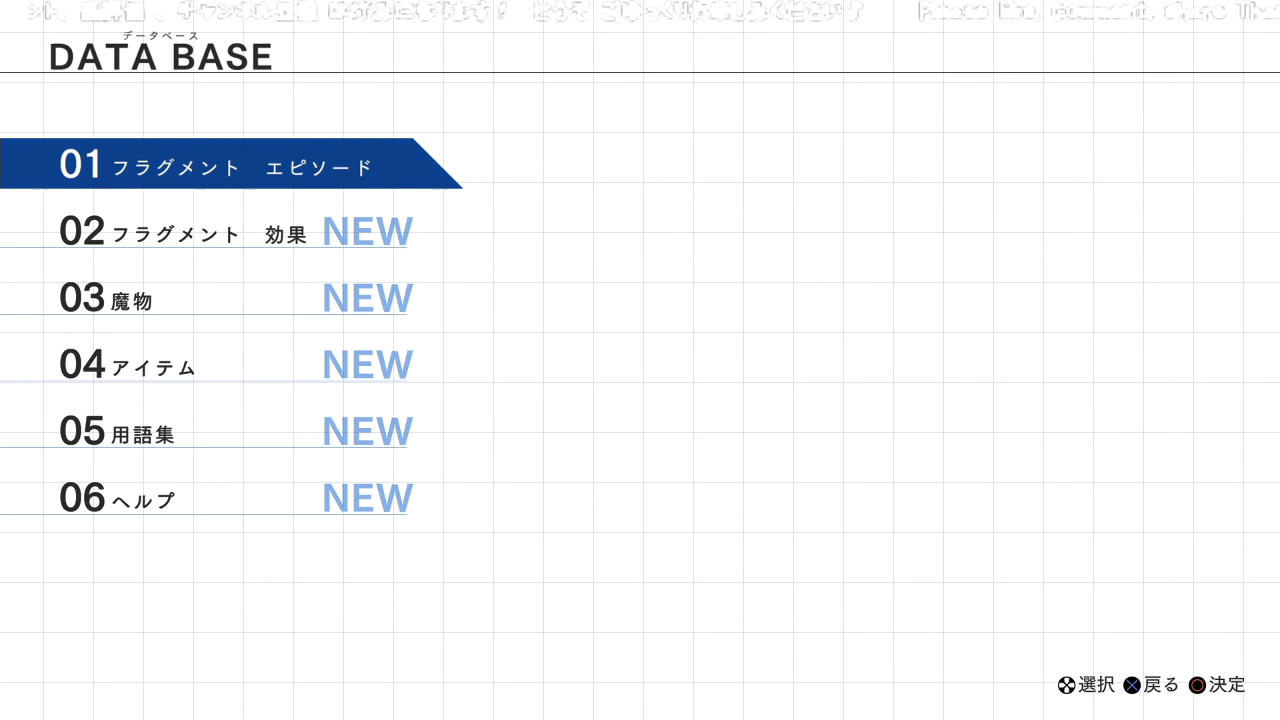 データベース
DATA BASE
01 フラグメント　エピソード
02 フラグメント　効果 NEW
03 魔物 NEW
04 アイテム NEW
05 用語集 NEW
06 ヘルプ NEW
選択 戻る 決定